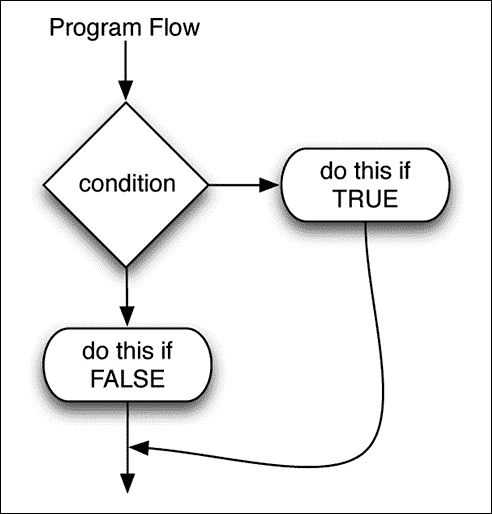 Program Flow
condition
do this if
TRUE
do this if
FALSE